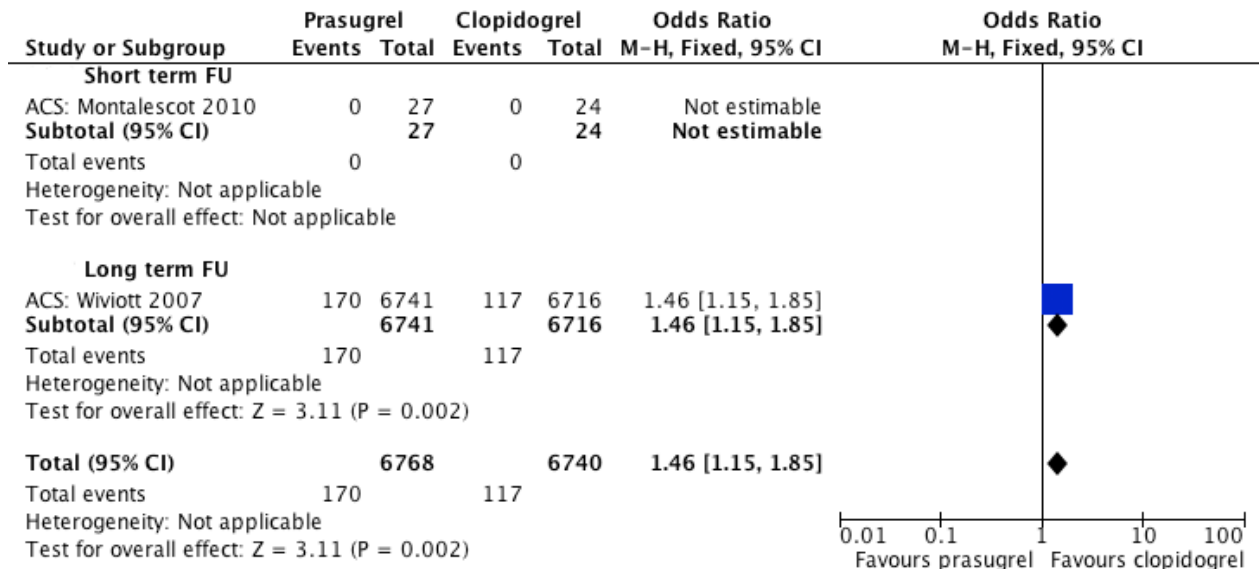 Prasugrel Clopidogrel Odds Ratio Odds Ratio
Study or Subgroup Events Total Events Total M-H, Fixed, 95% CI M-H, Fixed, 95% CI
Short term FU
ACS: Montalescot 2010 0 27 0 24 Not estimable
Subtotal (95% CI) 27 24 Not estimable
Total events 0 0
Heterogeneity: Not applicable
Test for overall effect: Not applicable
Long term FU
ACS: Wiviott 2007 170 6741 117 6716 1.46 [1.15, 1.85]
Subtotal (95% CI) 6741 6716 1.46 [1.15, 1.85]
Total events 170 117
Heterogeneity: Not applicable
Test for overall effect: Z = 3.11 (P = 0.002)
Total (95% CI) 6768 6740 1.46 [1.15, 1.85]
Total events 170 117
Heterogeneity: Not applicable
Test for overall effect: Z = 3.11 (P = 0.002)
0.01 0.1 1 10 100
Favours prasugrel Favours clopidogrel